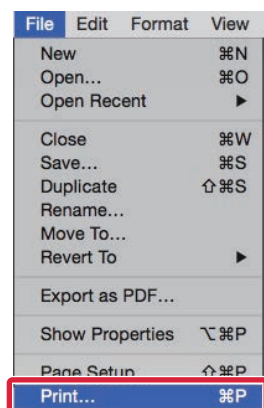 File Edit Format View
New ⌘N
Open... ⌘O
Open Recent ▶
Close ⌘W
Save... ⌘S
Duplicate ⇧⌘S
Rename...
Move To...
Revert To ▶
Export as PDF...
Show Properties ⌥⌘P
Page Setup ⇧⌘P
Print... ⌘P